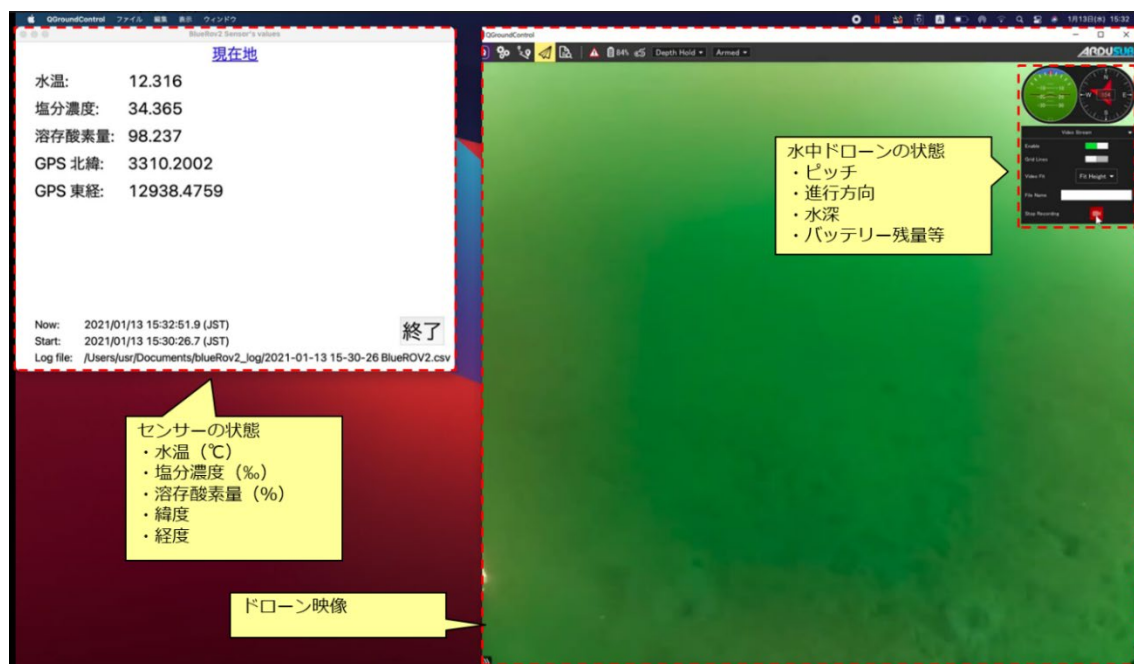 QGroundControl ファイル 編集 表示 ウィンドウ
1月13日(水) 15:32
BlueRov2 Sensor's values
現在地
水温: 12.316
塩分濃度: 34.365
溶存酸素量: 98.237
GPS 北緯: 3310.2002
GPS 東経: 12938.4759
Now: 2021/01/13 15:32:51.9 (JST)
Start: 2021/01/13 15:30:26.7 (JST)
Log file: /Users/usr/Documents/blueRov2_log/2021-01-13 15-30-26 BlueROV2.csv
終了
センサーの状態
・水温（℃）
・塩分濃度（‰）
・溶存酸素量（%）
・緯度
・経度
ドローン映像
QGroundControl
84% Depth Hold Armed
ARDUSUB
水中ドローンの状態
・ピッチ
・進行方向
・水深
・バッテリー残量等
N
W
E
S
Video Stream
Enable
Grid Lines
Video Fit Fit Height
File Name
Stop Recording